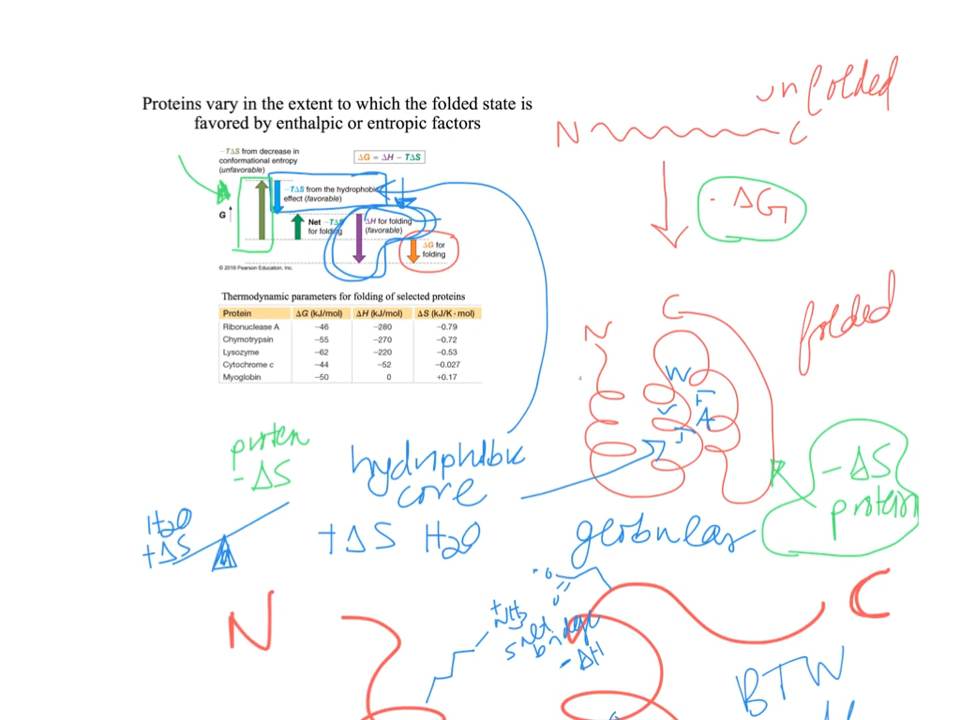 Proteins vary in the extent to which the folded state is
favored by enthalpic or entropic factors
-TΔS from decrease in
conformational entropy
(unfavorable)
ΔG = ΔH - TΔS
-TΔS from the hydrophobic
effect (favorable)
G
Net -TΔS
for folding
ΔH for folding
(favorable)
ΔG for
folding
© 2016 Pearson Education, Inc.
Thermodynamic parameters for folding of selected proteins
Protein ΔG (kJ/mol) ΔH (kJ/mol) ΔS (kJ/K · mol)
Ribonuclease A -46 -280 -0.79
Chymotrypsin -55 -270 -0.72
Lysozyme -62 -220 -0.53
Cytochrome c -44 -52 -0.027
Myoglobin -50 0 +0.17
unfolded
N C
- ΔG
folded
N C
W
F
V
A
I
- ΔS
protein
protein
- ΔS
hydrophobic
core
+ΔS H2O
H2O
+ΔS
globular
N
C
+NH3
salt
bridge
- ΔH
BTW